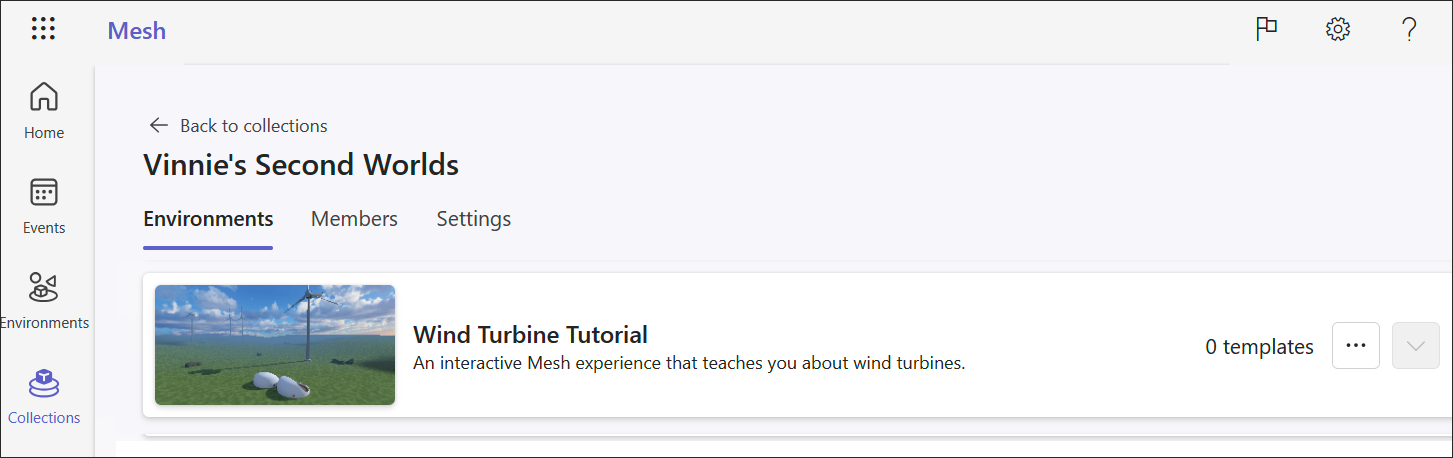 Mesh
Home
Events
Environments
Collections
Back to collections
Vinnie's Second Worlds
Environments Members Settings
Wind Turbine Tutorial
An interactive Mesh experience that teaches you about wind turbines.
0 templates